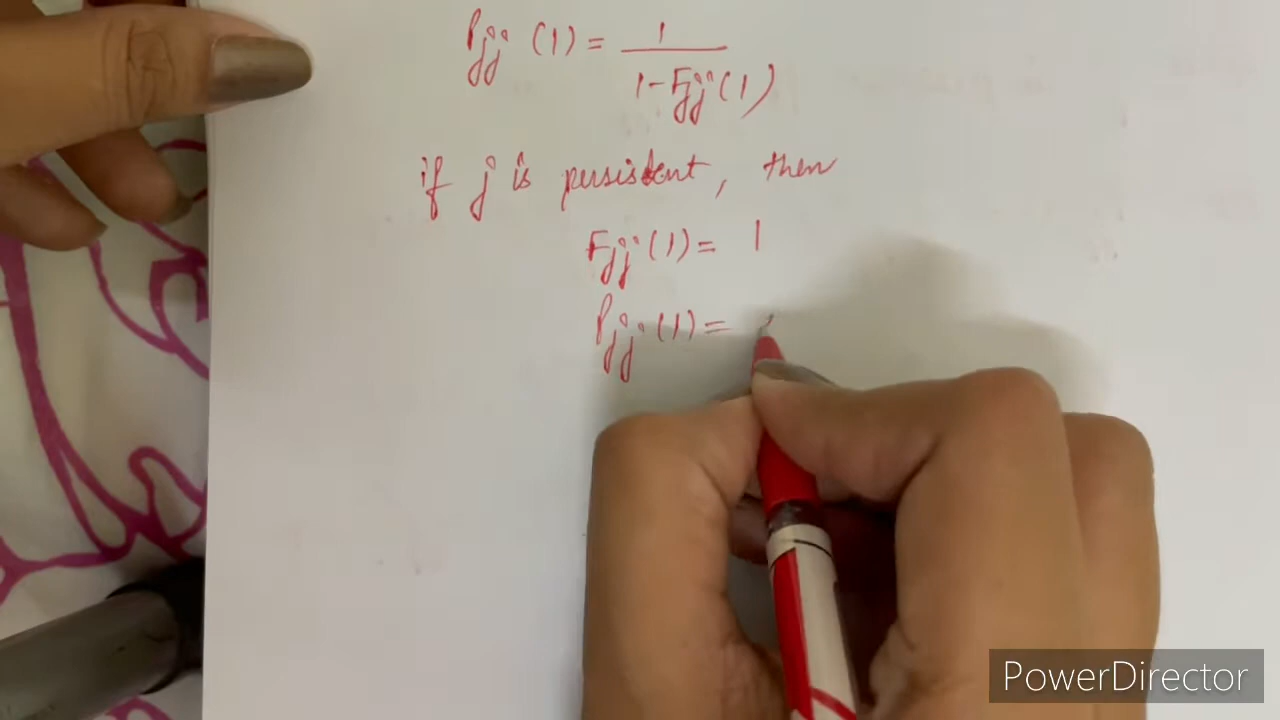 Pjj (1) = 1 / 1 - Fjj (1)
if j is persistent, then
Fjj (1) = 1
Pjj (1) =
PowerDirector